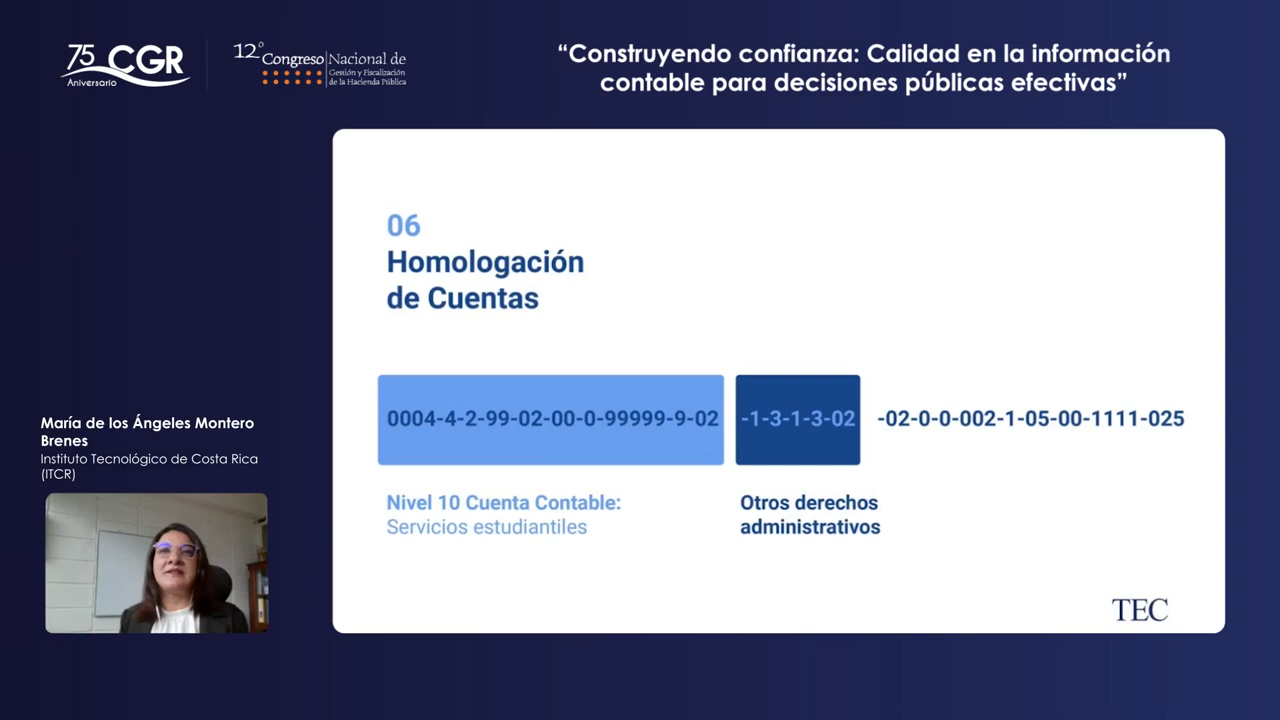 75 CGR
Aniversario
12° Congreso Nacional de
Gestión y Fiscalización
de la Hacienda Pública
“Construyendo confianza: Calidad en la información
contable para decisiones públicas efectivas”
06
Homologación
de Cuentas
0004-4-2-99-02-00-0-99999-9-02 -1-3-1-3-02 -02-0-0-002-1-05-00-1111-025
Nivel 10 Cuenta Contable:
Servicios estudiantiles
Otros derechos
administrativos
TEC
María de los Ángeles Montero
Brenes
Instituto Tecnológico de Costa Rica
(ITCR)